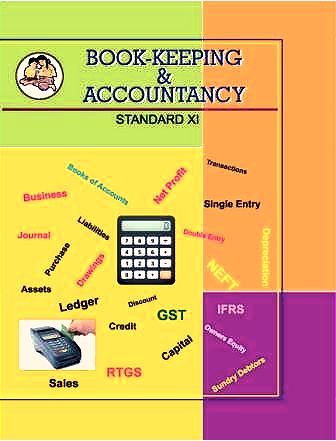 BOOK-KEEPING
&
ACCOUNTANCY
STANDARD XI
Transactions
Books of Accounts
Net Profit
Business
Single Entry
Liabilities
Journal
Double Entry
Purchase
Depreciation
Drawings
NEFT
Assets
Ledger
Discount
GST
IFRS
Credit
Owners Equity
Capital
RTGS
Sundry Debtors
Sales